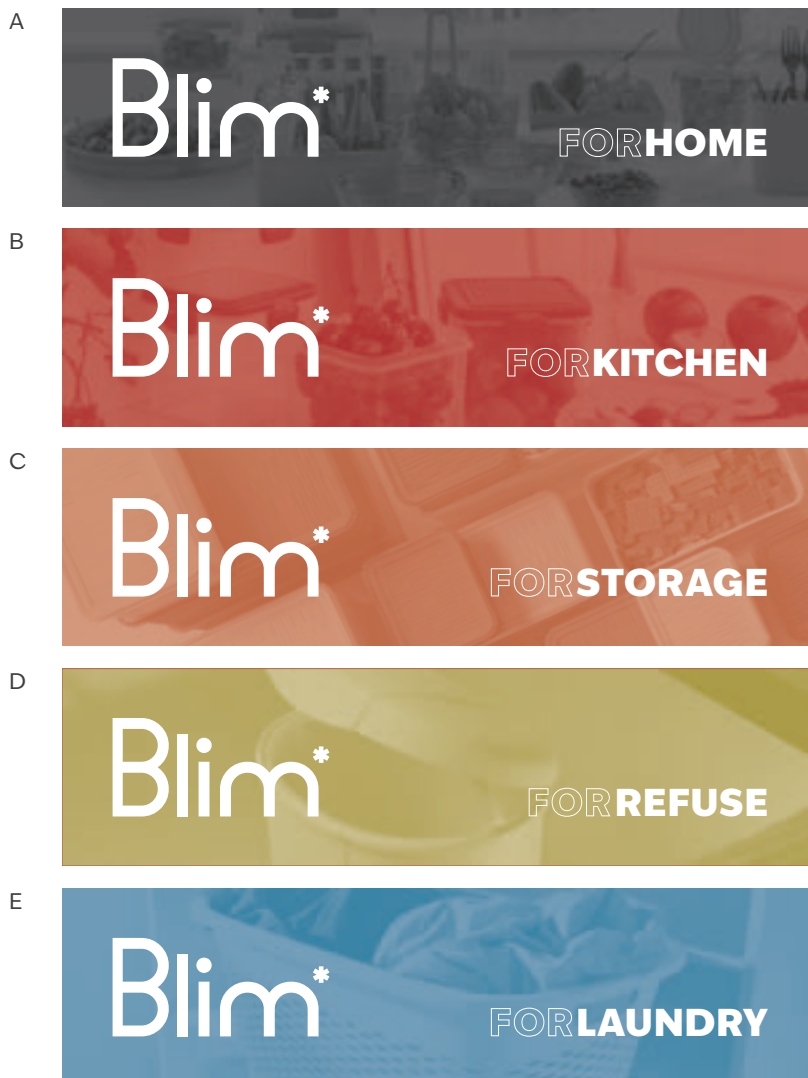 A
Blim*
FORHOME
B
Blim*
FORKITCHEN
C
Blim*
FORSTORAGE
D
Blim*
FORREFUSE
E
Blim*
FORLAUNDRY